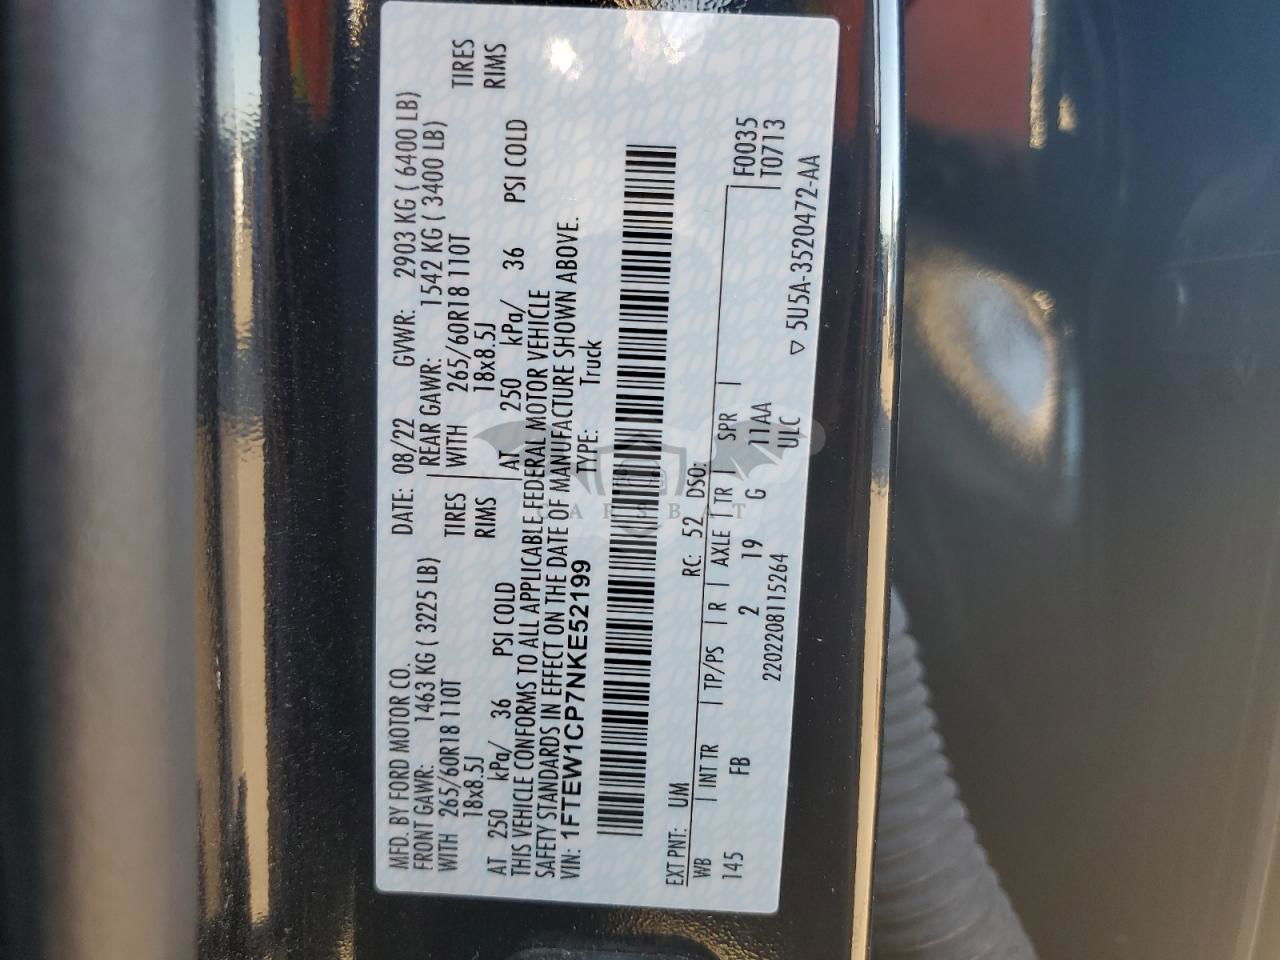 MFD. BY FORD MOTOR CO.
DATE: 08/22 GVWR: 2903 KG ( 6400 LB)
FRONT GAWR: 1463 KG ( 3225 LB) REAR GAWR: 1542 KG ( 3400 LB)
WITH 265/60R18 110T TIRES WITH 265/60R18 110T TIRES
18x8.5J RIMS 18x8.5J RIMS
AT 250 kPa/ 36 PSI COLD AT 250 kPa/ 36 PSI COLD
THIS VEHICLE CONFORMS TO ALL APPLICABLE FEDERAL MOTOR VEHICLE
SAFETY STANDARDS IN EFFECT ON THE DATE OF MANUFACTURE SHOWN ABOVE.
VIN: 1FTEW1CP7NKE52199 TYPE: Truck
EXT PNT: UM RC: 52 DSO:
WB INT TR TP/PS R AXLE TR SPR F0035
145 FB 2 19 G 11AA T0713
2202208115264 ULC
▽ 5U5A-3520472-AA
CARSBAT